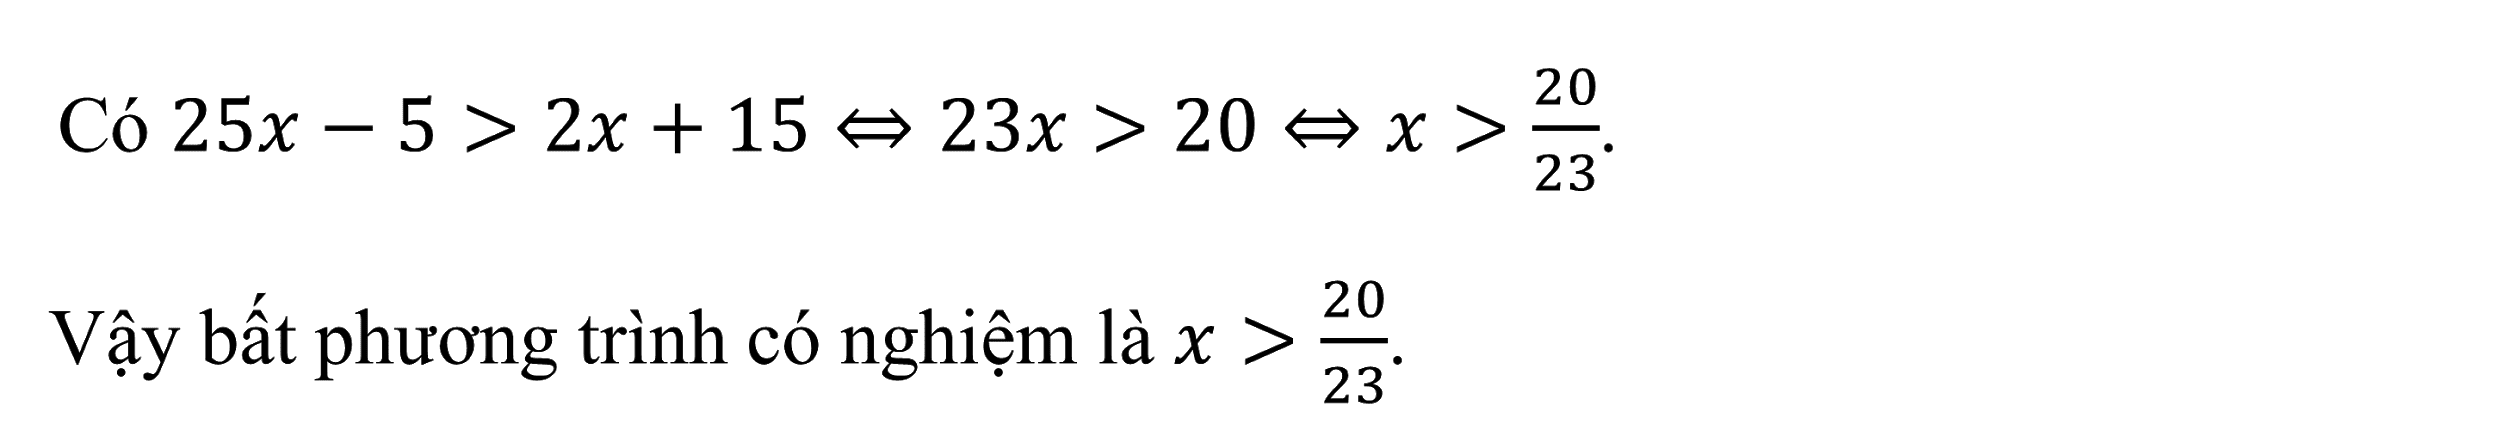 Có 25x − 5 > 2x + 15 ⟺ 23x > 20 ⟺ x > 20/23.
Vậy bất phương trình có nghiệm là x > 20/23.